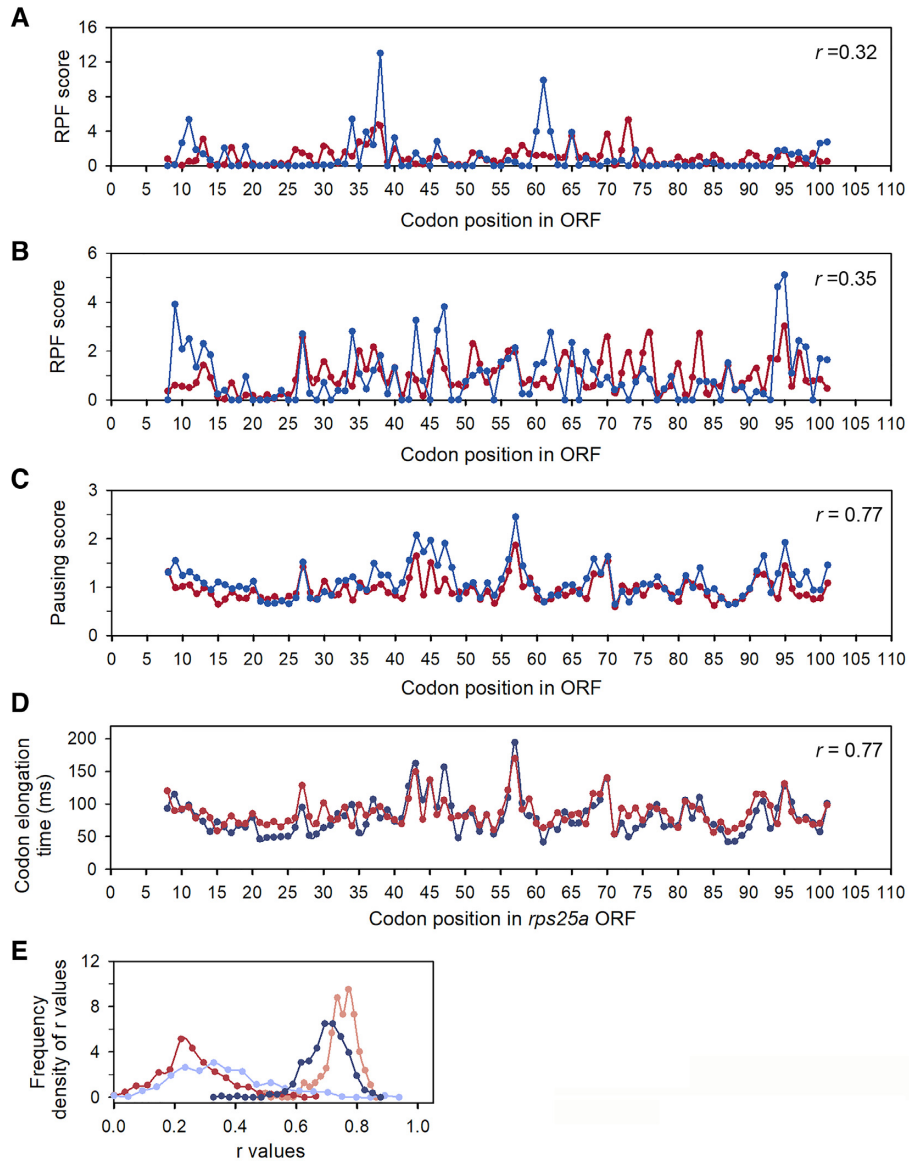 A
16
12
8
4
0
RPF score
r =0.32
0 5 10 15 20 25 30 35 40 45 50 55 60 65 70 75 80 85 90 95 100 105 110
Codon position in ORF
B
6
4
2
0
RPF score
r =0.35
0 5 10 15 20 25 30 35 40 45 50 55 60 65 70 75 80 85 90 95 100 105 110
Codon position in ORF
C
3
2
1
0
Pausing score
r = 0.77
0 5 10 15 20 25 30 35 40 45 50 55 60 65 70 75 80 85 90 95 100 105 110
Codon position in ORF
D
200
150
100
50
0
Codon elongation
time (ms)
r = 0.77
0 5 10 15 20 25 30 35 40 45 50 55 60 65 70 75 80 85 90 95 100 105 110
Codon position in rps25a ORF
E
12
8
4
0
Frequency
density of r values
0.0 0.2 0.4 0.6 0.8 1.0
r values